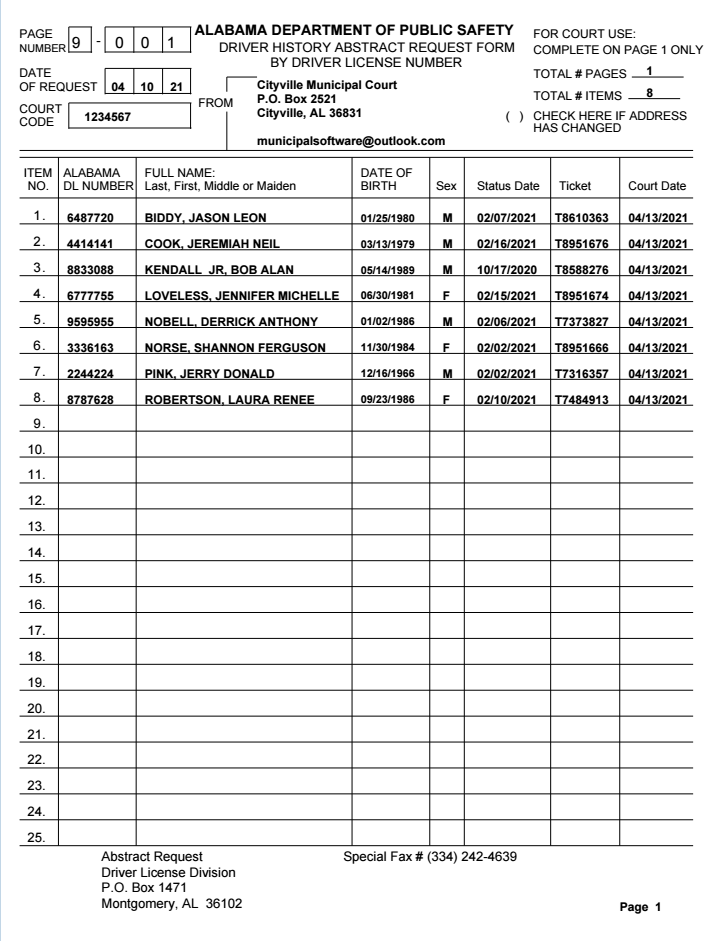 PAGE NUMBER 9 - 0 0 1
ALABAMA DEPARTMENT OF PUBLIC SAFETY
DRIVER HISTORY ABSTRACT REQUEST FORM
BY DRIVER LICENSE NUMBER
FOR COURT USE:
COMPLETE ON PAGE 1 ONLY
DATE OF REQUEST 04 10 21
COURT CODE 1234567
FROM
Cityville Municipal Court
P.O. Box 2521
Cityville, AL 36831
municipalsoftware@outlook.com
TOTAL # PAGES 1
TOTAL # ITEMS 8
( ) CHECK HERE IF ADDRESS
HAS CHANGED
ITEM NO. ALABAMA DL NUMBER FULL NAME: Last, First, Middle or Maiden DATE OF BIRTH Sex Status Date Ticket Court Date
1. 6487720 BIDDY, JASON LEON 01/25/1980 M 02/07/2021 T8610363 04/13/2021
2. 4414141 COOK, JEREMIAH NEIL 03/13/1979 M 02/16/2021 T8951676 04/13/2021
3. 8833088 KENDALL JR, BOB ALAN 05/14/1989 M 10/17/2020 T8588276 04/13/2021
4. 6777755 LOVELESS, JENNIFER MICHELLE 06/30/1981 F 02/15/2021 T8951674 04/13/2021
5. 9595955 NOBELL, DERRICK ANTHONY 01/02/1986 M 02/06/2021 T7373827 04/13/2021
6. 3336163 NORSE, SHANNON FERGUSON 11/30/1984 F 02/02/2021 T8951666 04/13/2021
7. 2244224 PINK, JERRY DONALD 12/16/1966 M 02/02/2021 T7316357 04/13/2021
8. 8787628 ROBERTSON, LAURA RENEE 09/23/1986 F 02/10/2021 T7484913 04/13/2021
9.
10.
11.
12.
13.
14.
15.
16.
17.
18.
19.
20.
21.
22.
23.
24.
25.
Abstract Request Special Fax # (334) 242-4639
Driver License Division
P.O. Box 1471
Montgomery, AL 36102
Page 1